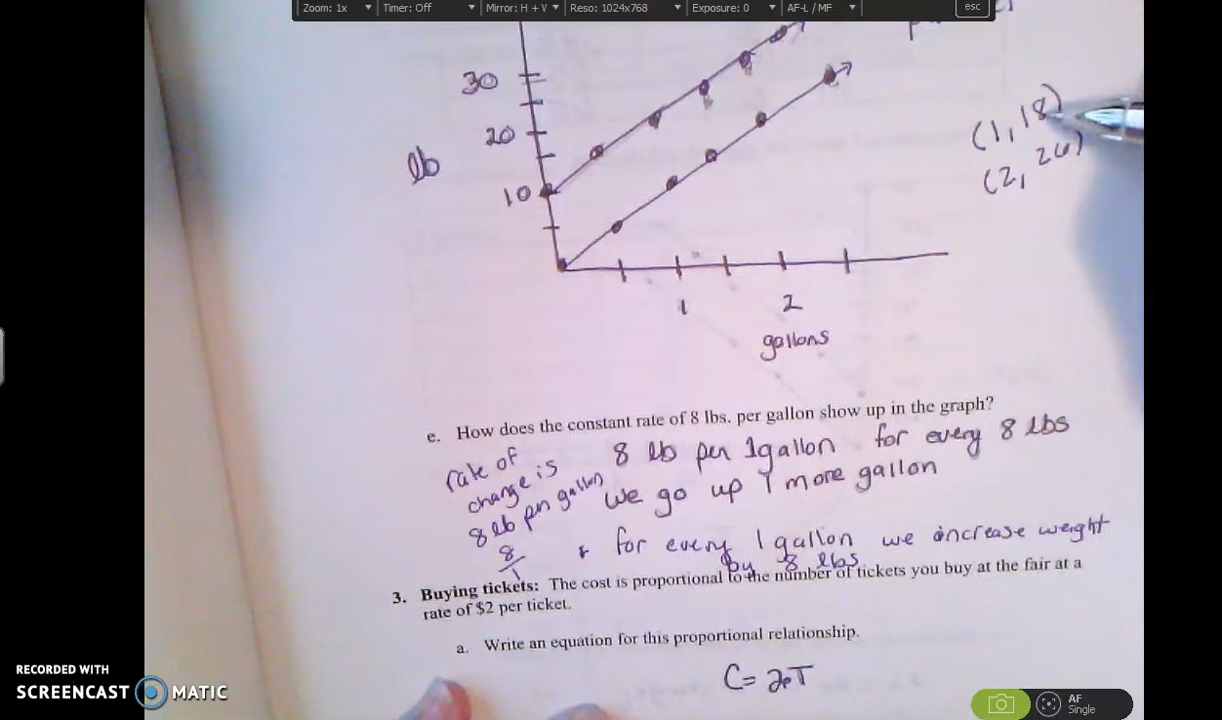 Zoom: 1x Timer: Off Mirror: H + V Reso: 1024x768 Exposure: 0 AF-L / MF esc
30
20
lb
10
(1, 18)
(2, 26)
1 2
gallons
e. How does the constant rate of 8 lbs. per gallon show up in the graph?
rate of
change is
8 lb per gallon
8/1
8 lb per 1 gallon for every 8 lbs
we go up 1 more gallon
& for every 1 gallon we increase weight
by 8 lbs
3. Buying tickets: The cost is proportional to the number of tickets you buy at the fair at a
rate of $2 per ticket.
a. Write an equation for this proportional relationship.
C= 2•T
RECORDED WITH
SCREENCAST MATIC
AF
Single